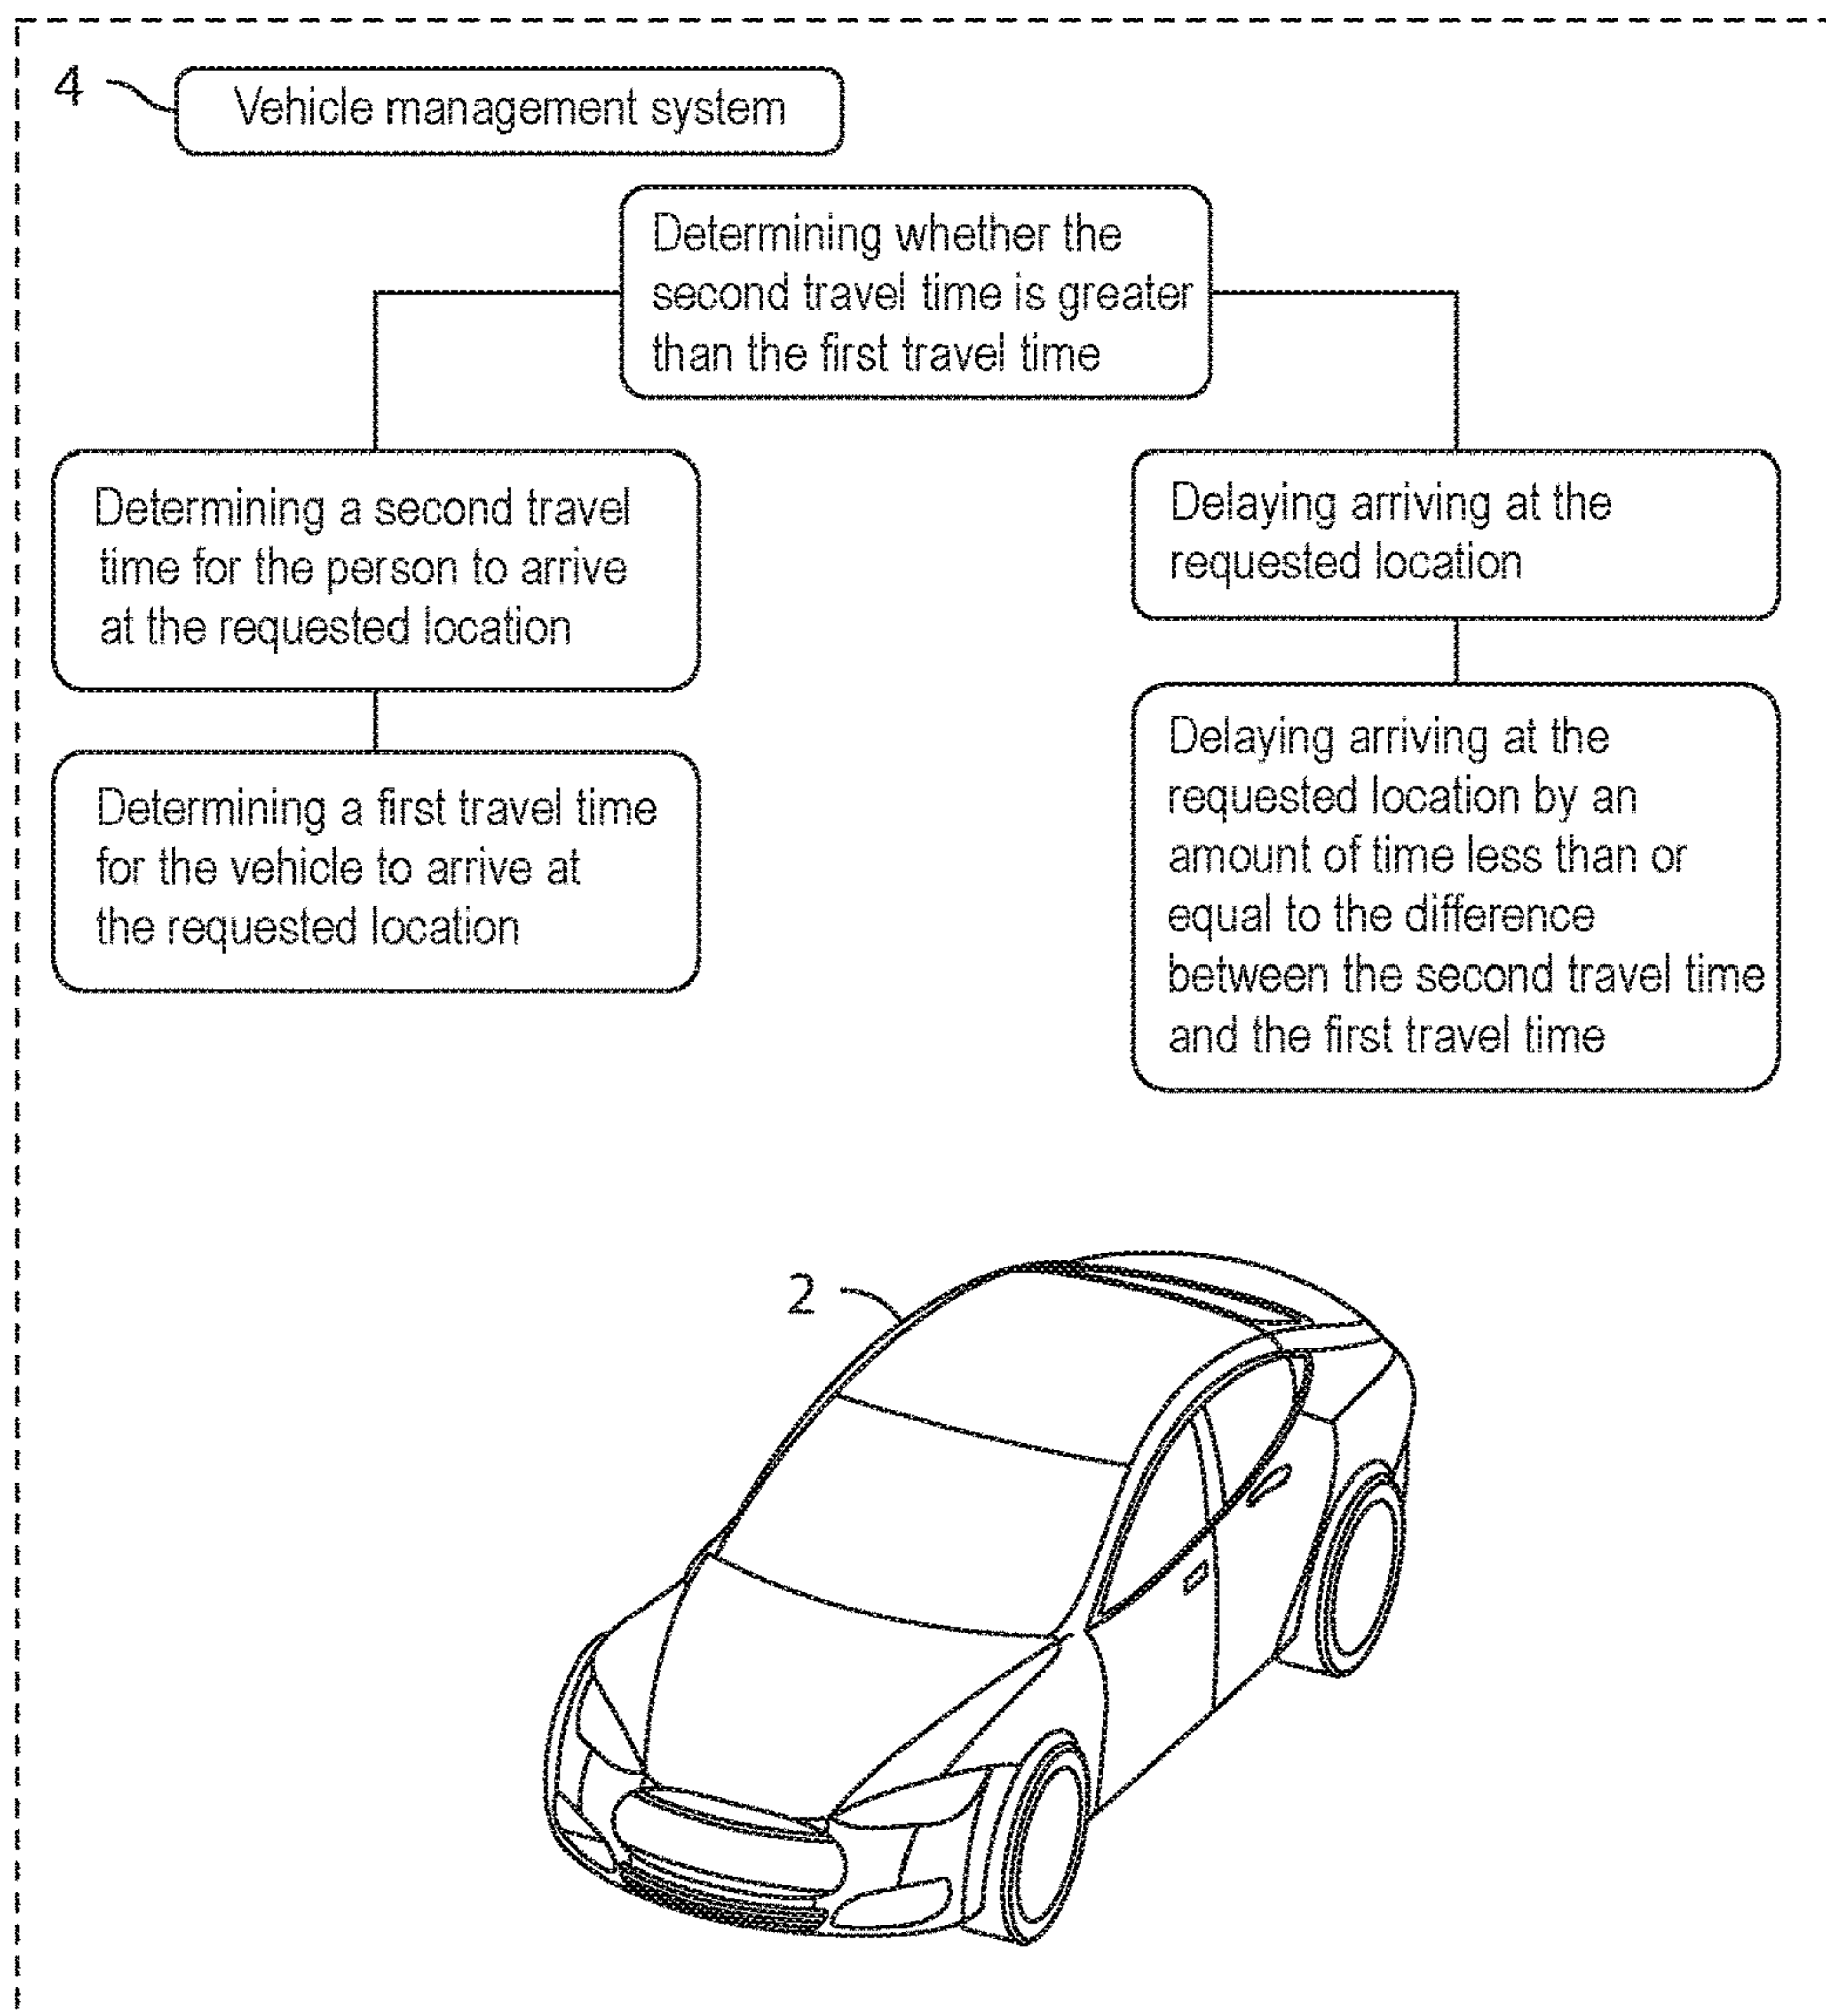 4
Vehicle management system
Determining whether the
second travel time is greater
than the first travel time
Determining a second travel
time for the person to arrive
at the requested location
Determining a first travel time
for the vehicle to arrive at
the requested location
Delaying arriving at the
requested location
Delaying arriving at the
requested location by an
amount of time less than or
equal to the difference
between the second travel time
and the first travel time
2